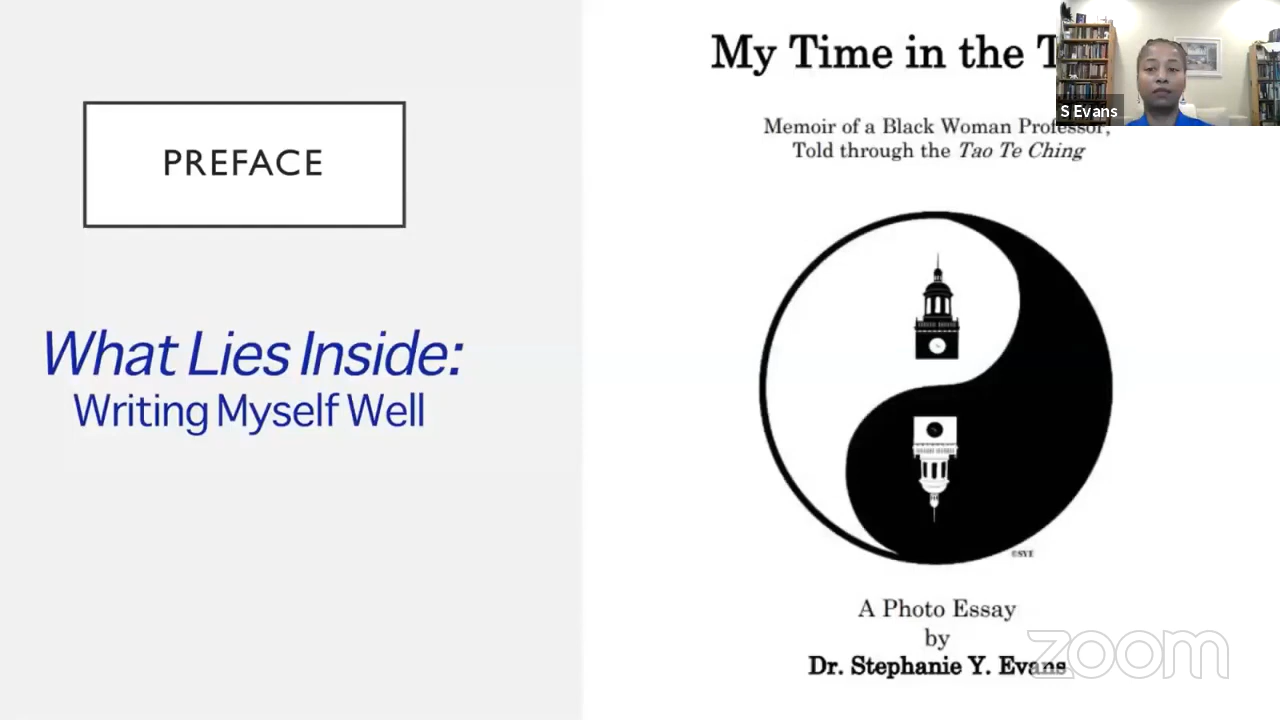 PREFACE
What Lies Inside:
Writing Myself Well
My Time in the T
Memoir of a Black Woman Professor,
Told through the Tao Te Ching
©SYE
A Photo Essay
by
Dr. Stephanie Y. Evans
S Evans
zoom